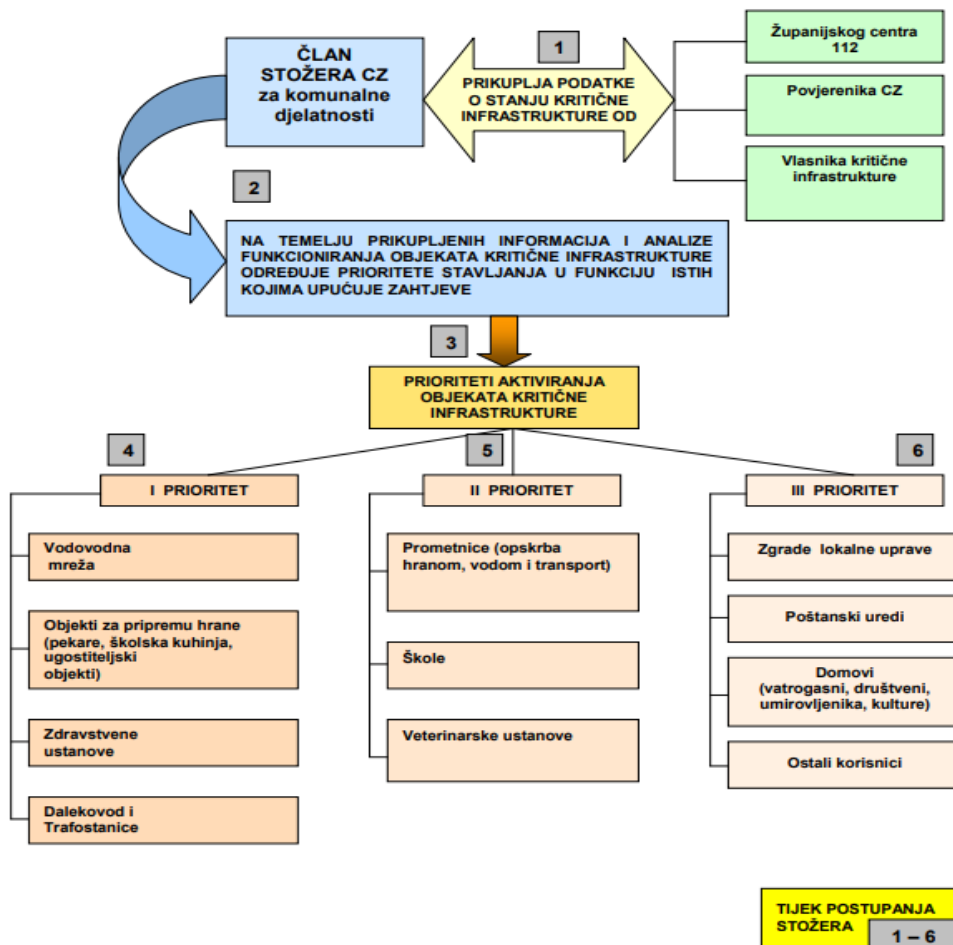 ČLAN
STOŽERA CZ
za komunalne
djelatnosti
1
PRIKUPLJA PODATKE
O STANJU KRITIČNE
INFRASTRUKTURE OD
Županijskog centra
112
Povjerenika CZ
Vlasnika kritične
infrastrukture
2
NA TEMELJU PRIKUPLJENIH INFORMACIJA I ANALIZE
FUNKCIONIRANJA OBJEKATA KRITIČNE INFRASTRUKTURE
ODREĐUJE PRIORITETE STAVLJANJA U FUNKCIJU ISTIH
KOJIMA UPUĆUJE ZAHTJEVE
3
PRIORITETI AKTIVIRANJA
OBJEKATA KRITIČNE
INFRASTRUKTURE
4
I PRIORITET
Vodovodna
mreža
Objekti za pripremu hrane
(pekare, školska kuhinja,
ugostiteljski
objekti)
Zdravstvene
ustanove
Dalekovod i
Trafostanice
5
II PRIORITET
Prometnice (opskrba
hranom, vodom i transport)
Škole
Veterinarske ustanove
6
III PRIORITET
Zgrade lokalne uprave
Poštanski uredi
Domovi
(vatrogasni, društveni,
umirovljenika, kulture)
Ostali korisnici
TIJEK POSTUPANJA
STOŽERA
1 – 6